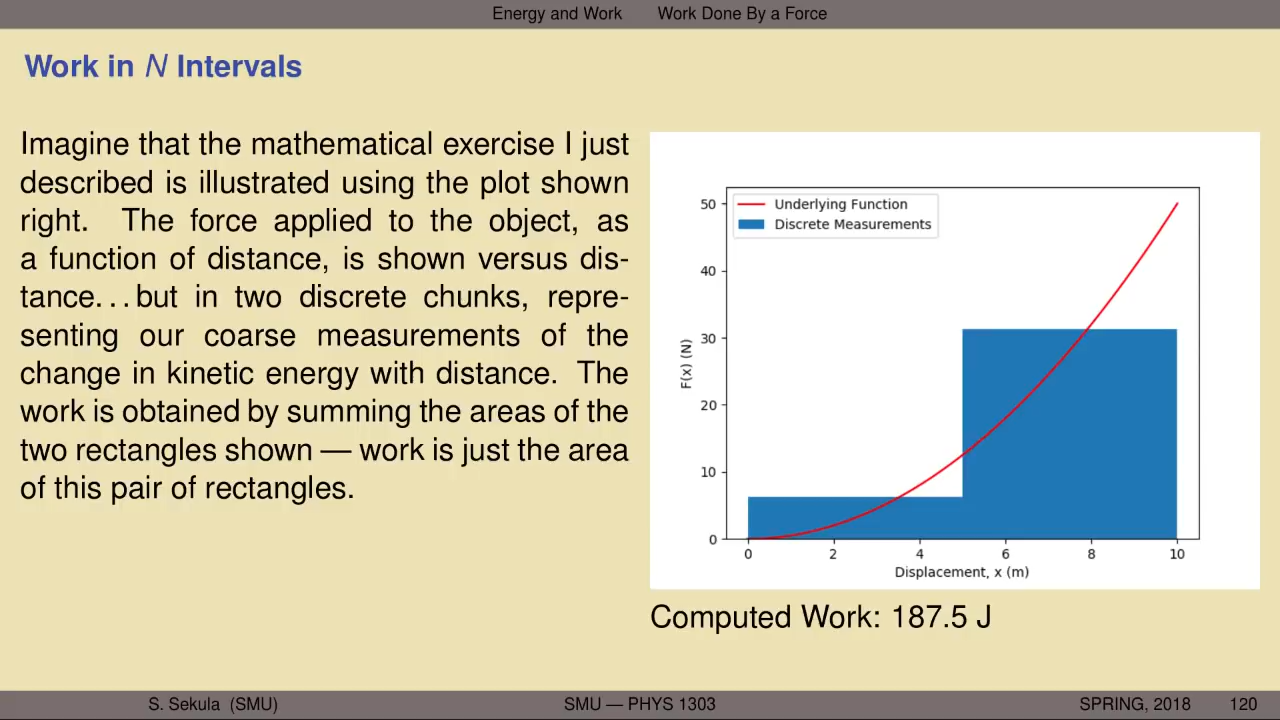 Energy and Work Work Done By a Force
Work in N Intervals
Imagine that the mathematical exercise I just
described is illustrated using the plot shown
right. The force applied to the object, as
a function of distance, is shown versus dis-
tance. . . but in two discrete chunks, repre-
senting our coarse measurements of the
change in kinetic energy with distance. The
work is obtained by summing the areas of the
two rectangles shown — work is just the area
of this pair of rectangles.
Underlying Function
Discrete Measurements
50
40
30
20
10
0
F(x) (N)
0 2 4 6 8 10
Displacement, x (m)
Computed Work: 187.5 J
S. Sekula (SMU) SMU — PHYS 1303 SPRING, 2018 120